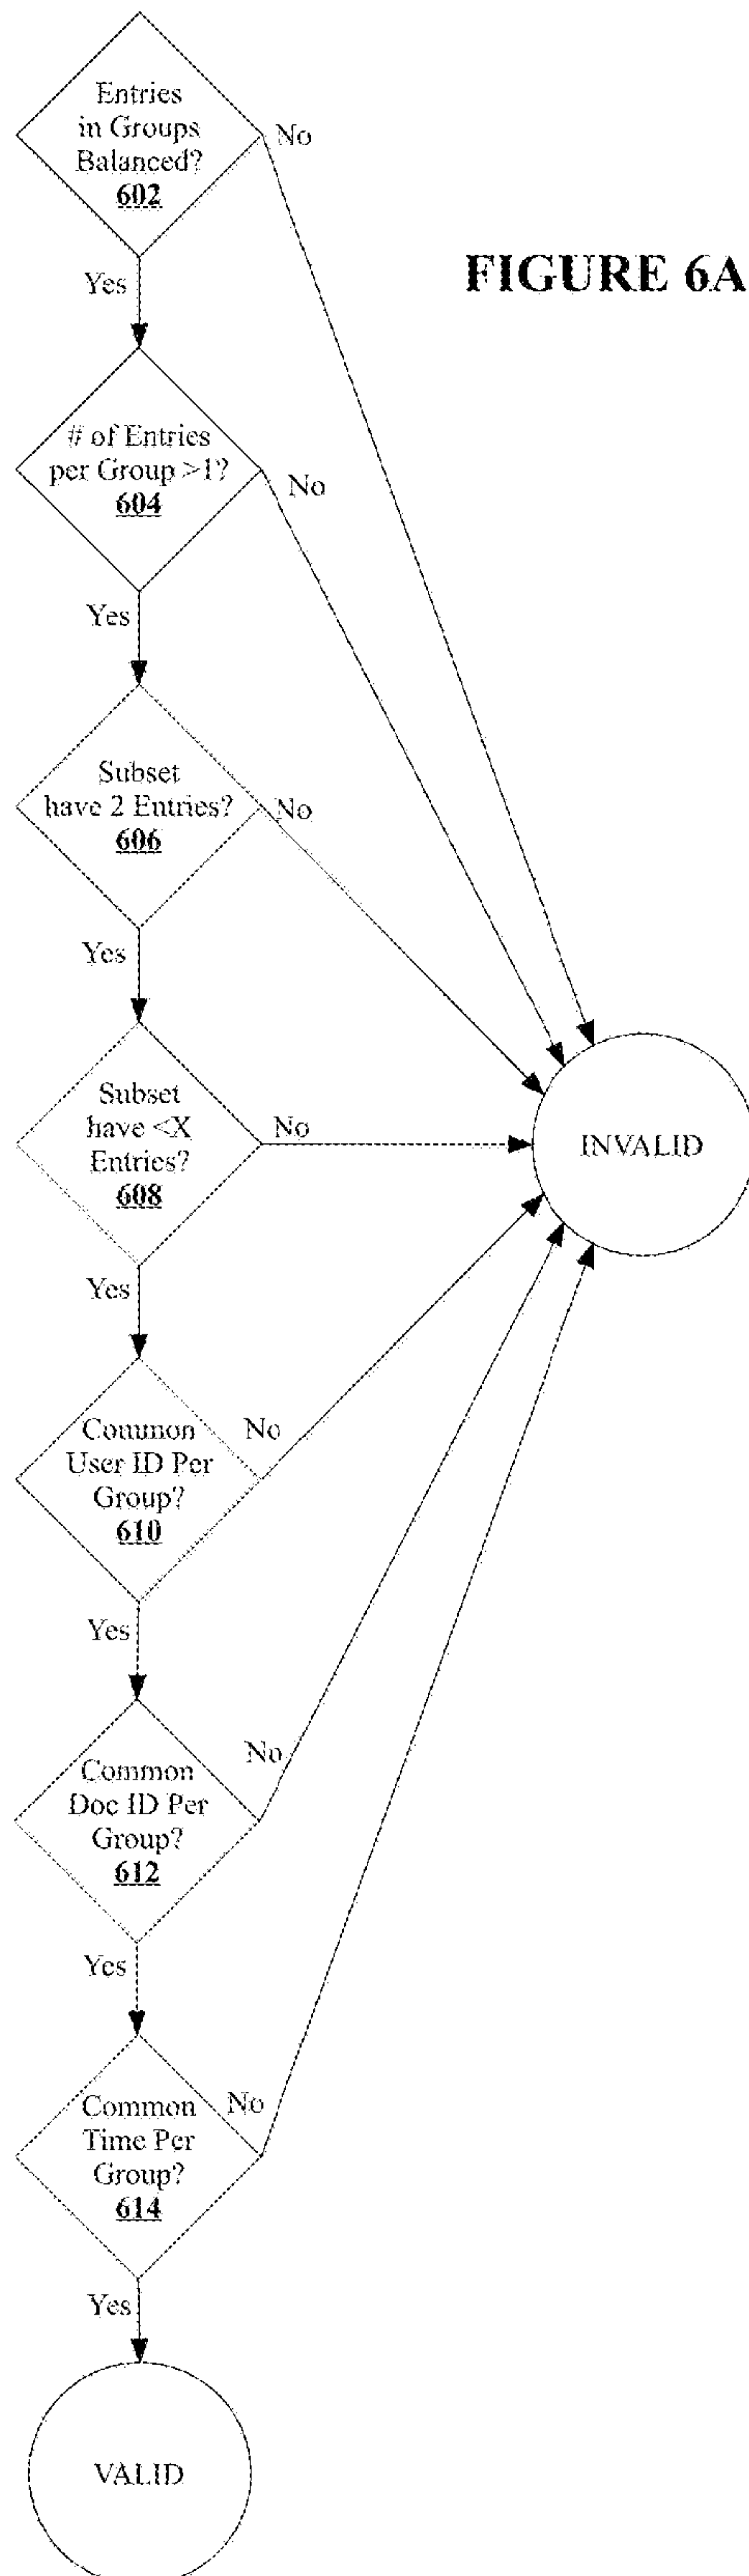 Entries
in Groups
Balanced?
602
No
FIGURE 6A
Yes
# of Entries
per Group >1?
604
No
Yes
Subset
have 2 Entries?
606
No
Yes
Subset
have <X
Entries?
608
No
INVALID
Yes
Common
User ID Per
Group?
610
No
Yes
Common
Doc ID Per
Group?
612
No
Yes
Common
Time Per
Group?
614
No
Yes
VALID